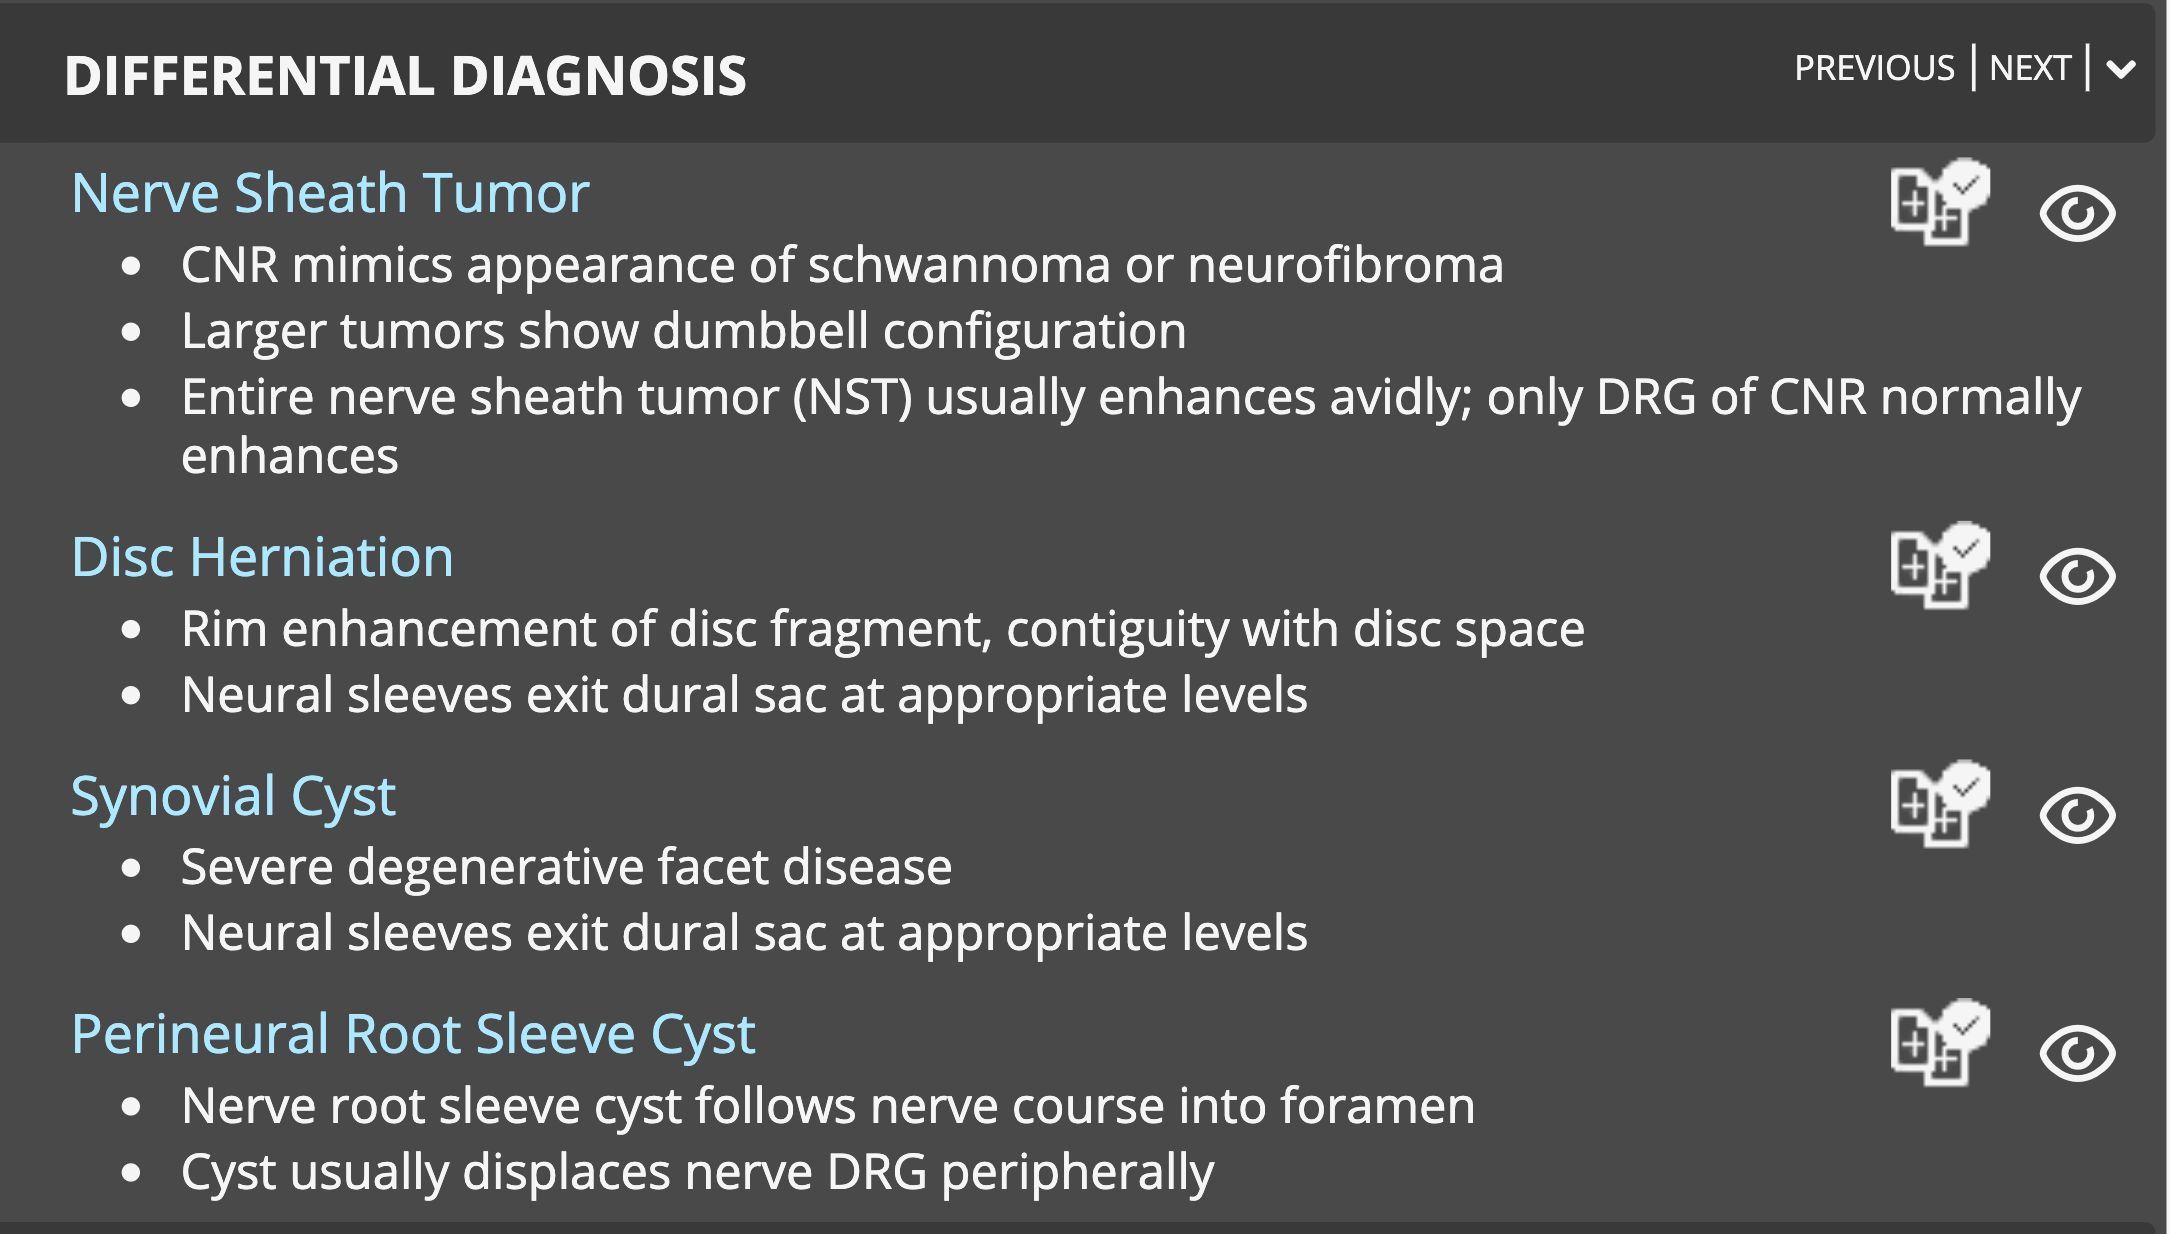 DIFFERENTIAL DIAGNOSIS
PREVIOUS | NEXT |
Nerve Sheath Tumor
• CNR mimics appearance of schwannoma or neurofibroma
• Larger tumors show dumbbell configuration
• Entire nerve sheath tumor (NST) usually enhances avidly; only DRG of CNR normally
enhances
Disc Herniation
• Rim enhancement of disc fragment, contiguity with disc space
• Neural sleeves exit dural sac at appropriate levels
Synovial Cyst
• Severe degenerative facet disease
• Neural sleeves exit dural sac at appropriate levels
Perineural Root Sleeve Cyst
• Nerve root sleeve cyst follows nerve course into foramen
• Cyst usually displaces nerve DRG peripherally